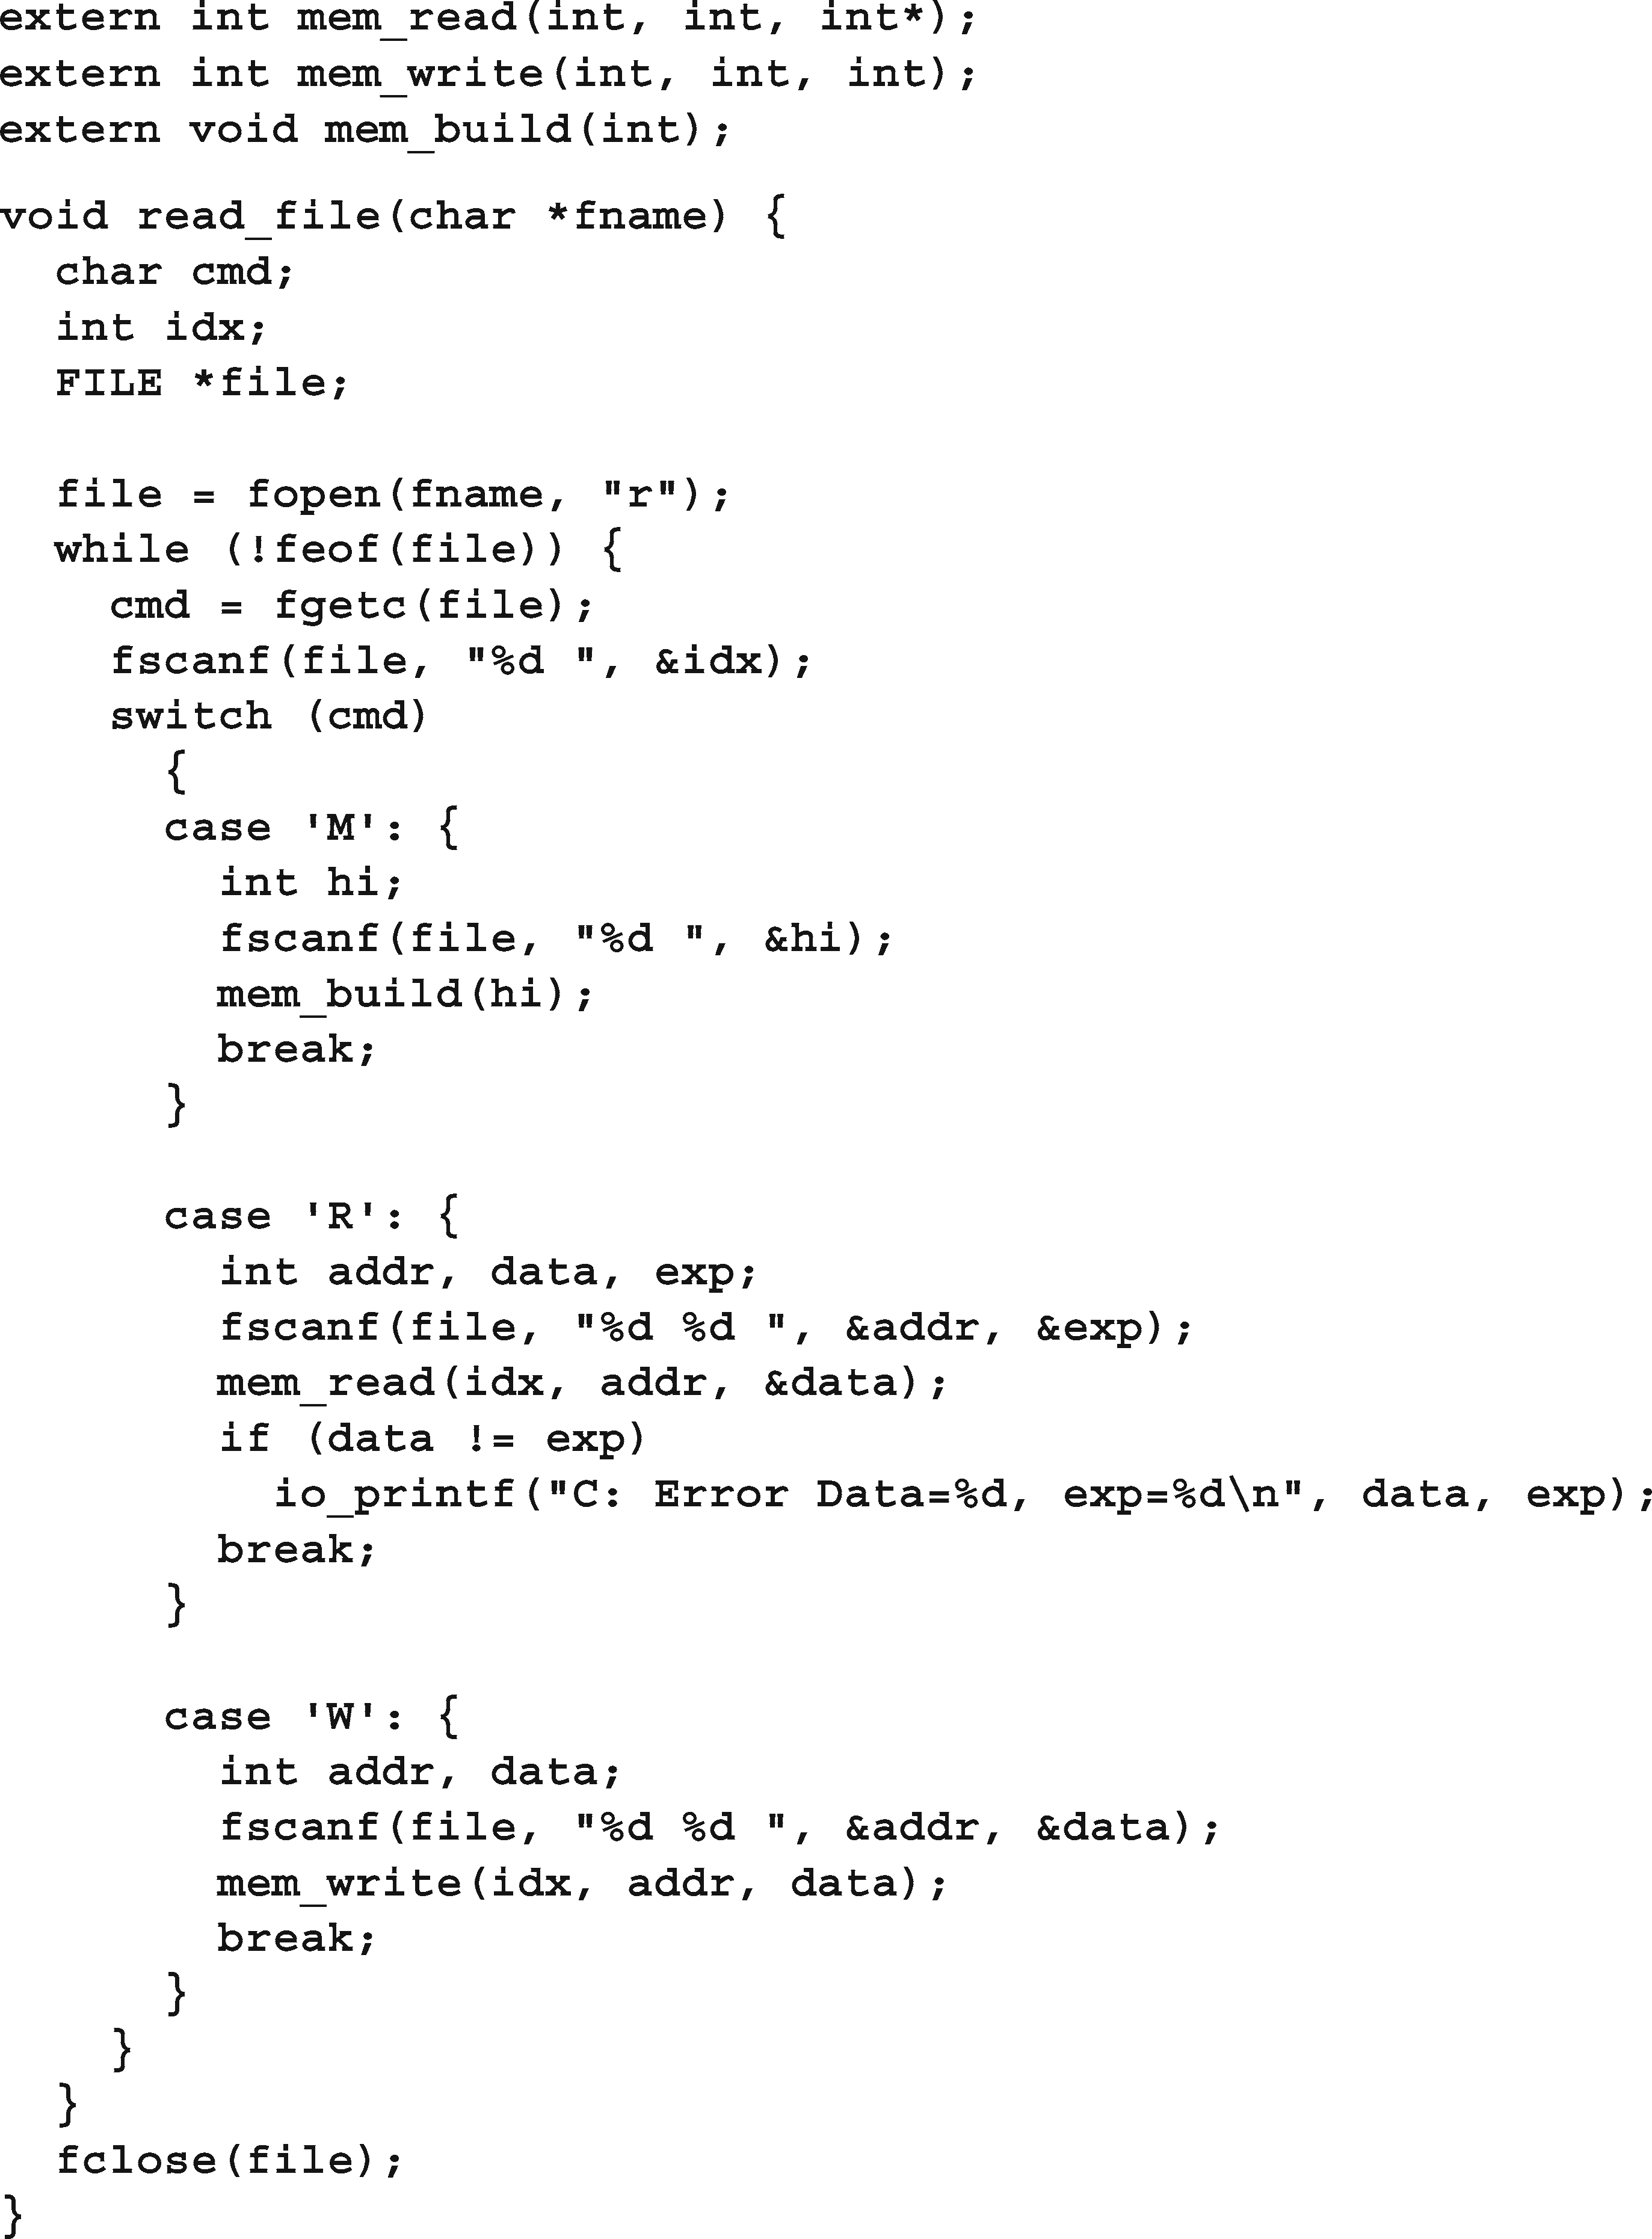 extern int mem_read(int, int, int*);
extern int mem_write(int, int, int);
extern void mem_build(int);
void read_file(char *fname) {
  char cmd;
  int idx;
  FILE *file;
  file = fopen(fname, "r");
  while (!feof(file)) {
    cmd = fgetc(file);
    fscanf(file, "%d ", &idx);
    switch (cmd)
      {
      case 'M': {
        int hi;
        fscanf(file, "%d ", &hi);
        mem_build(hi);
        break;
      }
      case 'R': {
        int addr, data, exp;
        fscanf(file, "%d %d ", &addr, &exp);
        mem_read(idx, addr, &data);
        if (data != exp)
          io_printf("C: Error Data=%d, exp=%d\n", data, exp);
        break;
      }
      case 'W': {
        int addr, data;
        fscanf(file, "%d %d ", &addr, &data);
        mem_write(idx, addr, data);
        break;
      }
    }
  }
  fclose(file);
}